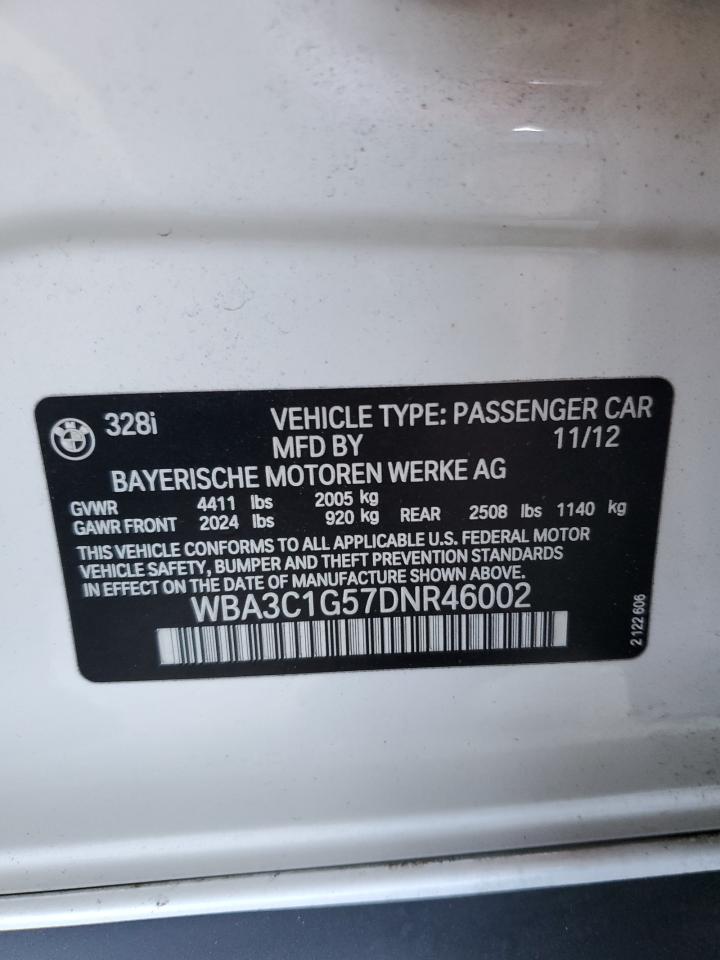 328i VEHICLE TYPE: PASSENGER CAR
MFD BY 11/12
BAYERISCHE MOTOREN WERKE AG
GVWR 4411 lbs 2005 kg
GAWR FRONT 2024 lbs 920 kg REAR 2508 lbs 1140 kg
THIS VEHICLE CONFORMS TO ALL APPLICABLE U.S. FEDERAL MOTOR
VEHICLE SAFETY, BUMPER AND THEFT PREVENTION STANDARDS
IN EFFECT ON THE DATE OF MANUFACTURE SHOWN ABOVE.
WBA3C1G57DNR46002
2 122 606